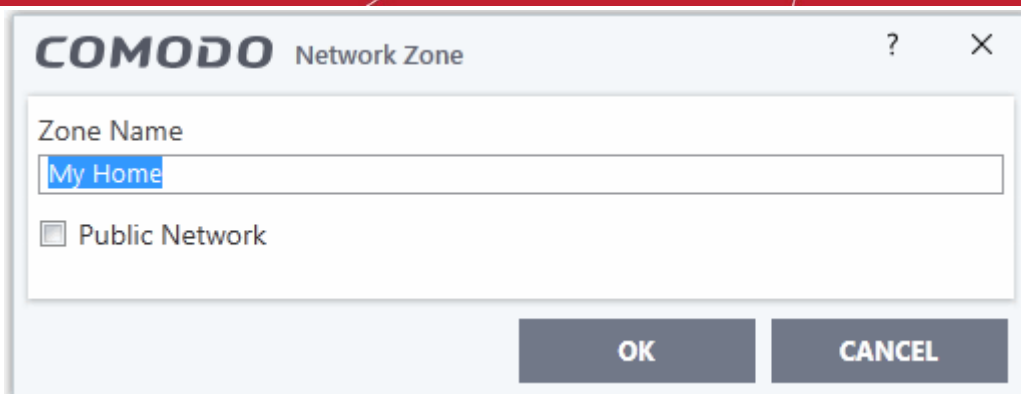 COMODO Network Zone ? ×
Zone Name
My Home
Public Network
OK CANCEL